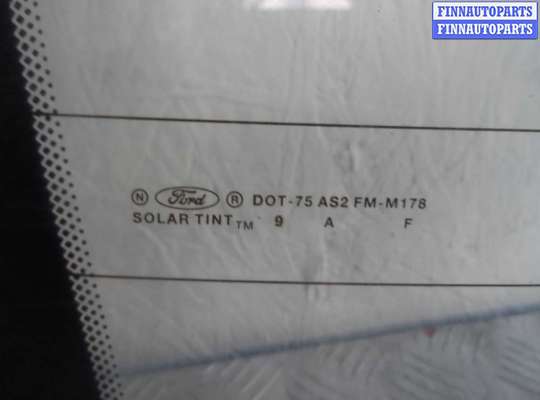 FINNAUTOPARTS
FINNAUTOPARTS
N Ford R DOT-75 AS2 FM-M178
SOLAR TINT TM 9 A F